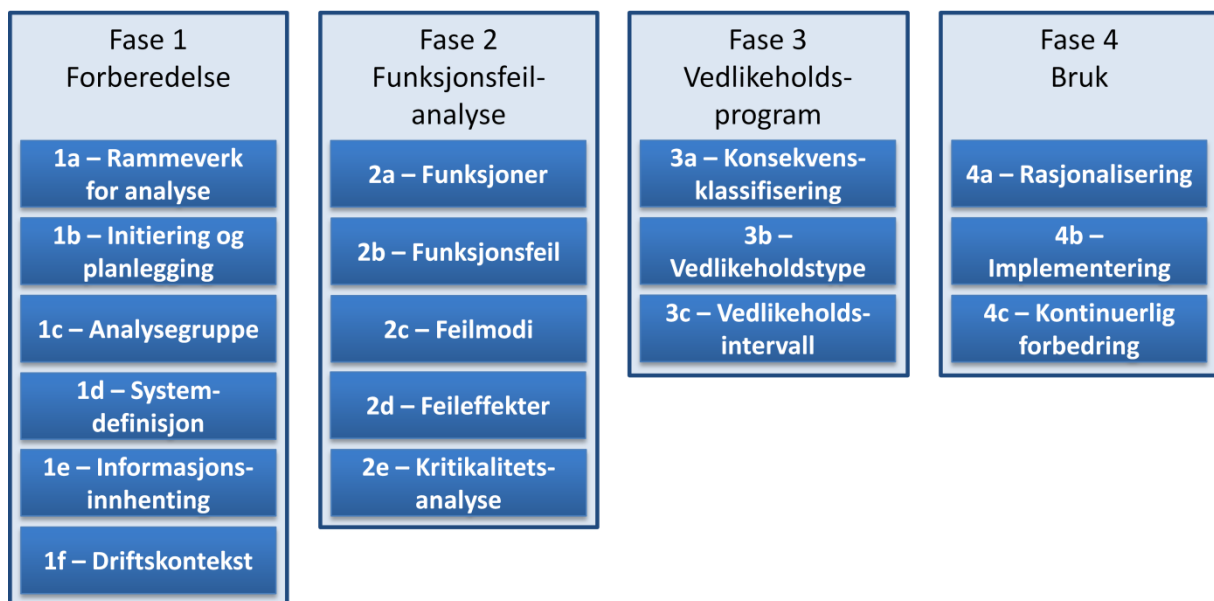 Fase 1
Forberedelse
1a – Rammeverk
for analyse
1b – Initiering og
planlegging
1c – Analysegruppe
1d – System-
definisjon
1e – Informasjons-
innhenting
1f – Driftskontekst
Fase 2
Funksjonsfeil-
analyse
2a – Funksjoner
2b – Funksjonsfeil
2c – Feilmodi
2d – Feileffekter
2e – Kritikalitets-
analyse
Fase 3
Vedlikeholds-
program
3a – Konsekvens-
klassifisering
3b –
Vedlikeholdstype
3c – Vedlikeholds-
intervall
Fase 4
Bruk
4a – Rasjonalisering
4b –
Implementering
4c – Kontinuerlig
forbedring